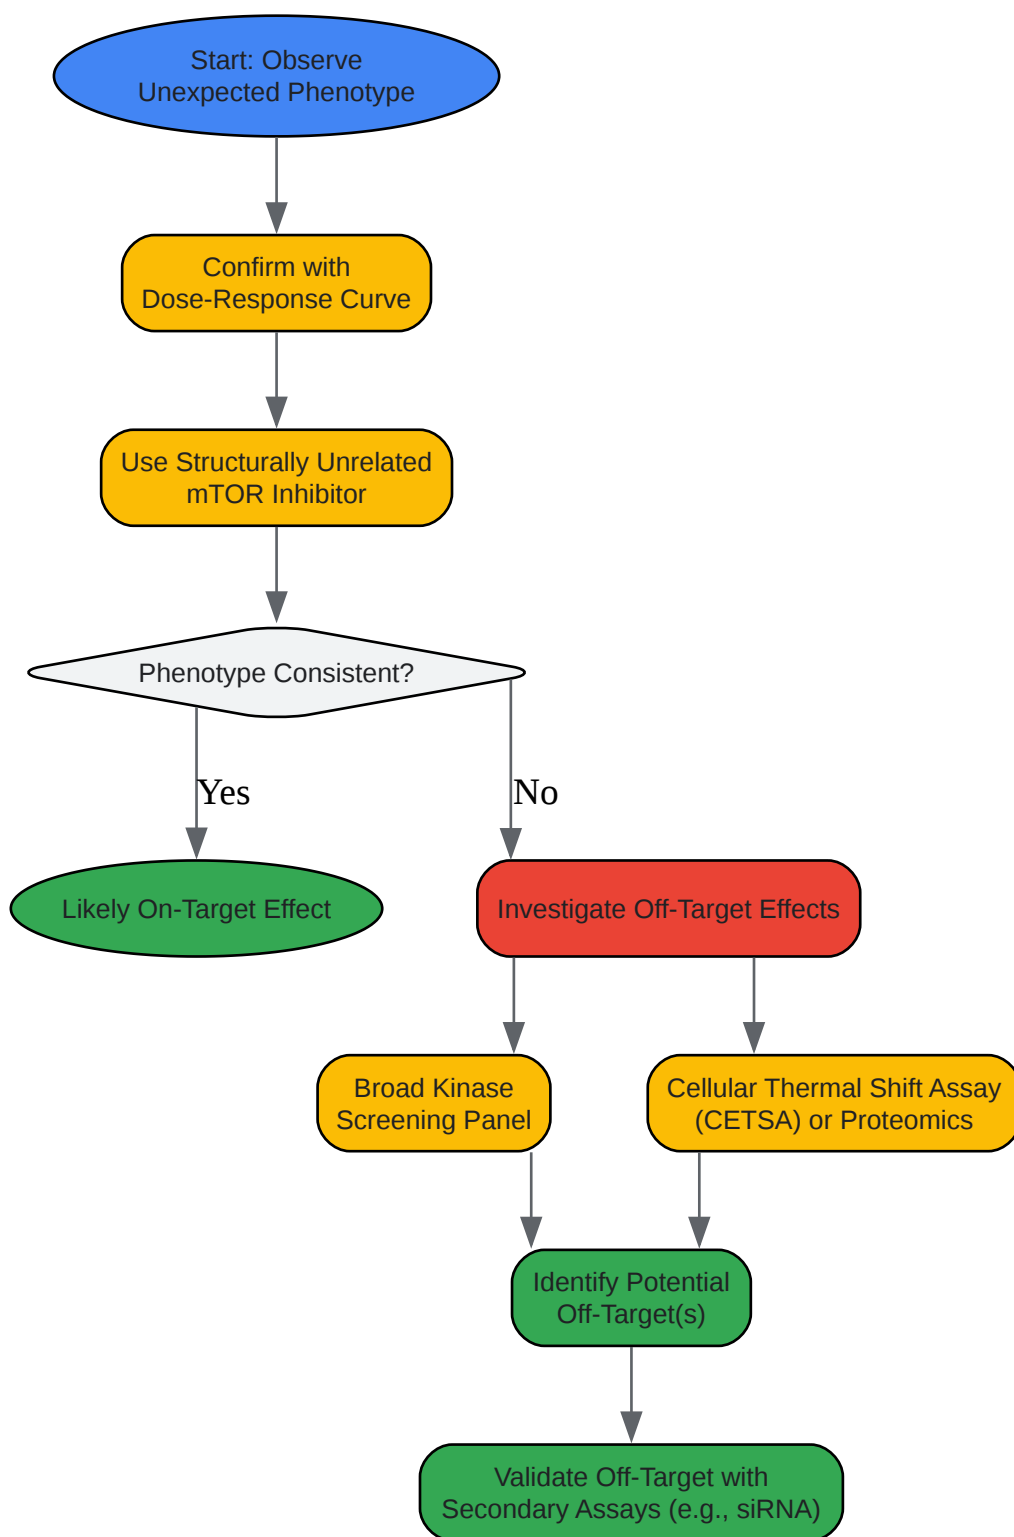 Start: Observe
Unexpected Phenotype
Confirm with
Dose-Response Curve
Use Structurally Unrelated
mTOR Inhibitor
Phenotype Consistent?
Yes
No
Likely On-Target Effect
Investigate Off-Target Effects
Broad Kinase
Screening Panel
Cellular Thermal Shift Assay
(CETSA) or Proteomics
Identify Potential
Off-Target(s)
Validate Off-Target with
Secondary Assays (e.g., siRNA)